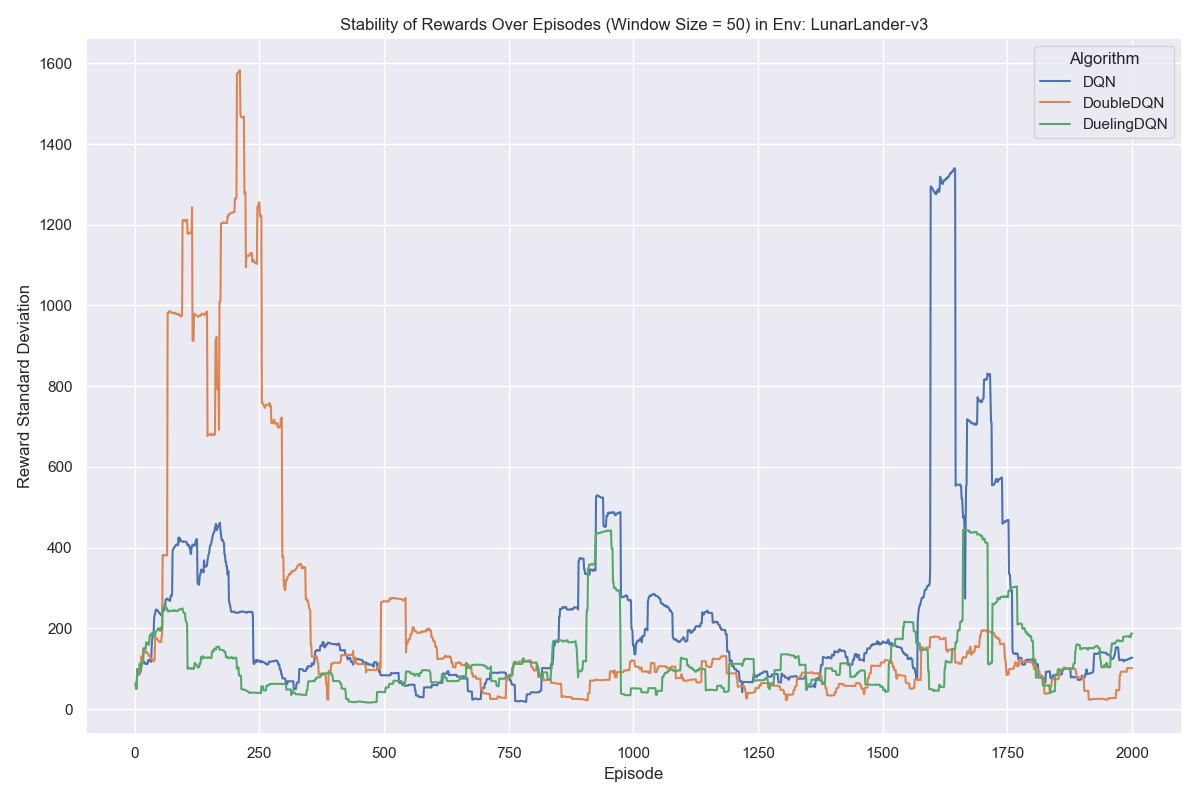 Stability of Rewards Over Episodes (Window Size = 50) in Env: LunarLander-v3
Algorithm
DQN
DoubleDQN
DuelingDQN
Reward Standard Deviation
1600
1400
1200
1000
800
600
400
200
0
0 250 500 750 1000 1250 1500 1750 2000
Episode